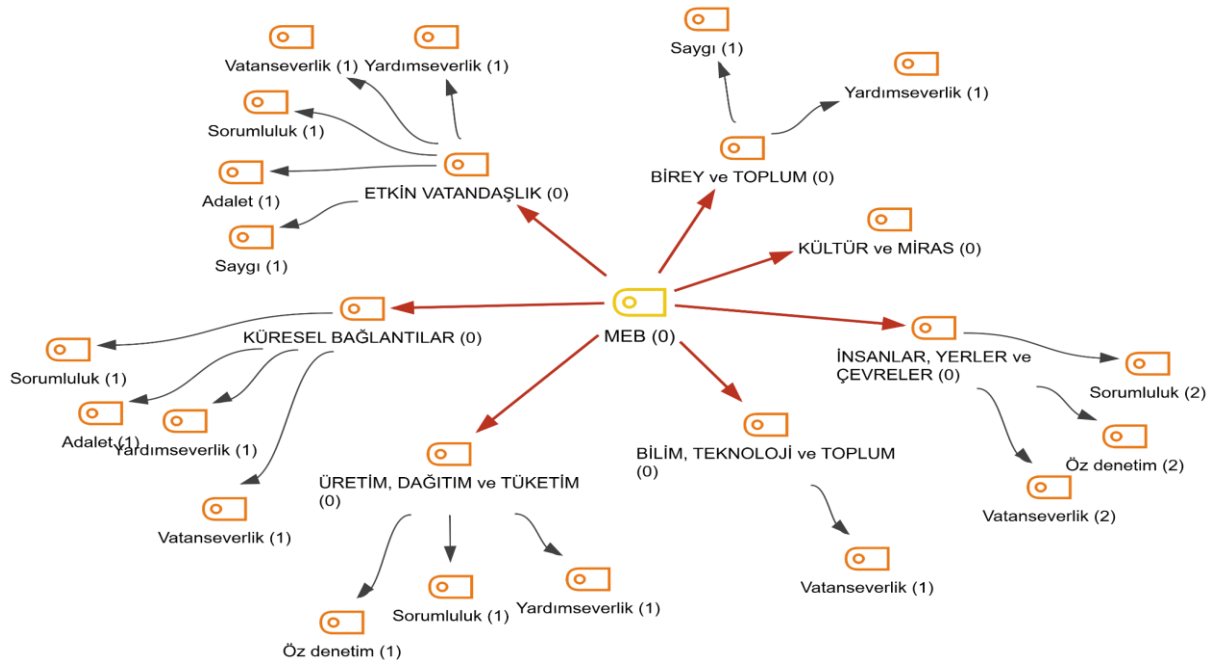 Saygı (1)
Vatanseverlik (1)
Yardımseverlik (1)
Yardımseverlik (1)
Sorumluluk (1)
BİREY ve TOPLUM (0)
ETKİN VATANDAŞLIK (0)
Adalet (1)
KÜLTÜR ve MİRAS (0)
Saygı (1)
KÜRESEL BAĞLANTILAR (0)
MEB (0)
İNSANLAR, YERLER ve
ÇEVRELER (0)
Sorumluluk (1)
Sorumluluk (2)
Adalet (1)
Yardımseverlik (1)
BİLİM, TEKNOLOJİ ve TOPLUM
(0)
Öz denetim (2)
ÜRETİM, DAĞITIM ve TÜKETİM
(0)
Vatanseverlik (2)
Vatanseverlik (1)
Vatanseverlik (1)
Sorumluluk (1)
Yardımseverlik (1)
Öz denetim (1)